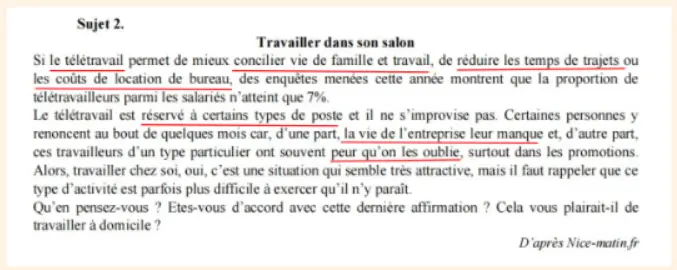 Sujet 2.
Travailler dans son salon
Si le télétravail permet de mieux concilier vie de famille et travail, de réduire les temps de trajets ou
les coûts de location de bureau, des enquêtes menées cette année montrent que la proportion de
télétravailleurs parmi les salariés n'atteint que 7%.
Le télétravail est réservé à certains types de poste et il ne s'improvise pas. Certaines personnes y
renoncent au bout de quelques mois car, d'une part, la vie de l'entreprise leur manque et, d'autre part,
ces travailleurs d'un type particulier ont souvent peur qu'on les oublie, surtout dans les promotions.
Alors, travailler chez soi, oui, c'est une situation qui semble très attractive, mais il faut rappeler que ce
type d'activité est parfois plus difficile à exercer qu'il n'y paraît.
Qu'en pensez-vous ? Etes-vous d'accord avec cette dernière affirmation ? Cela vous plairait-il de
travailler à domicile ?
D'après Nice-matin.fr